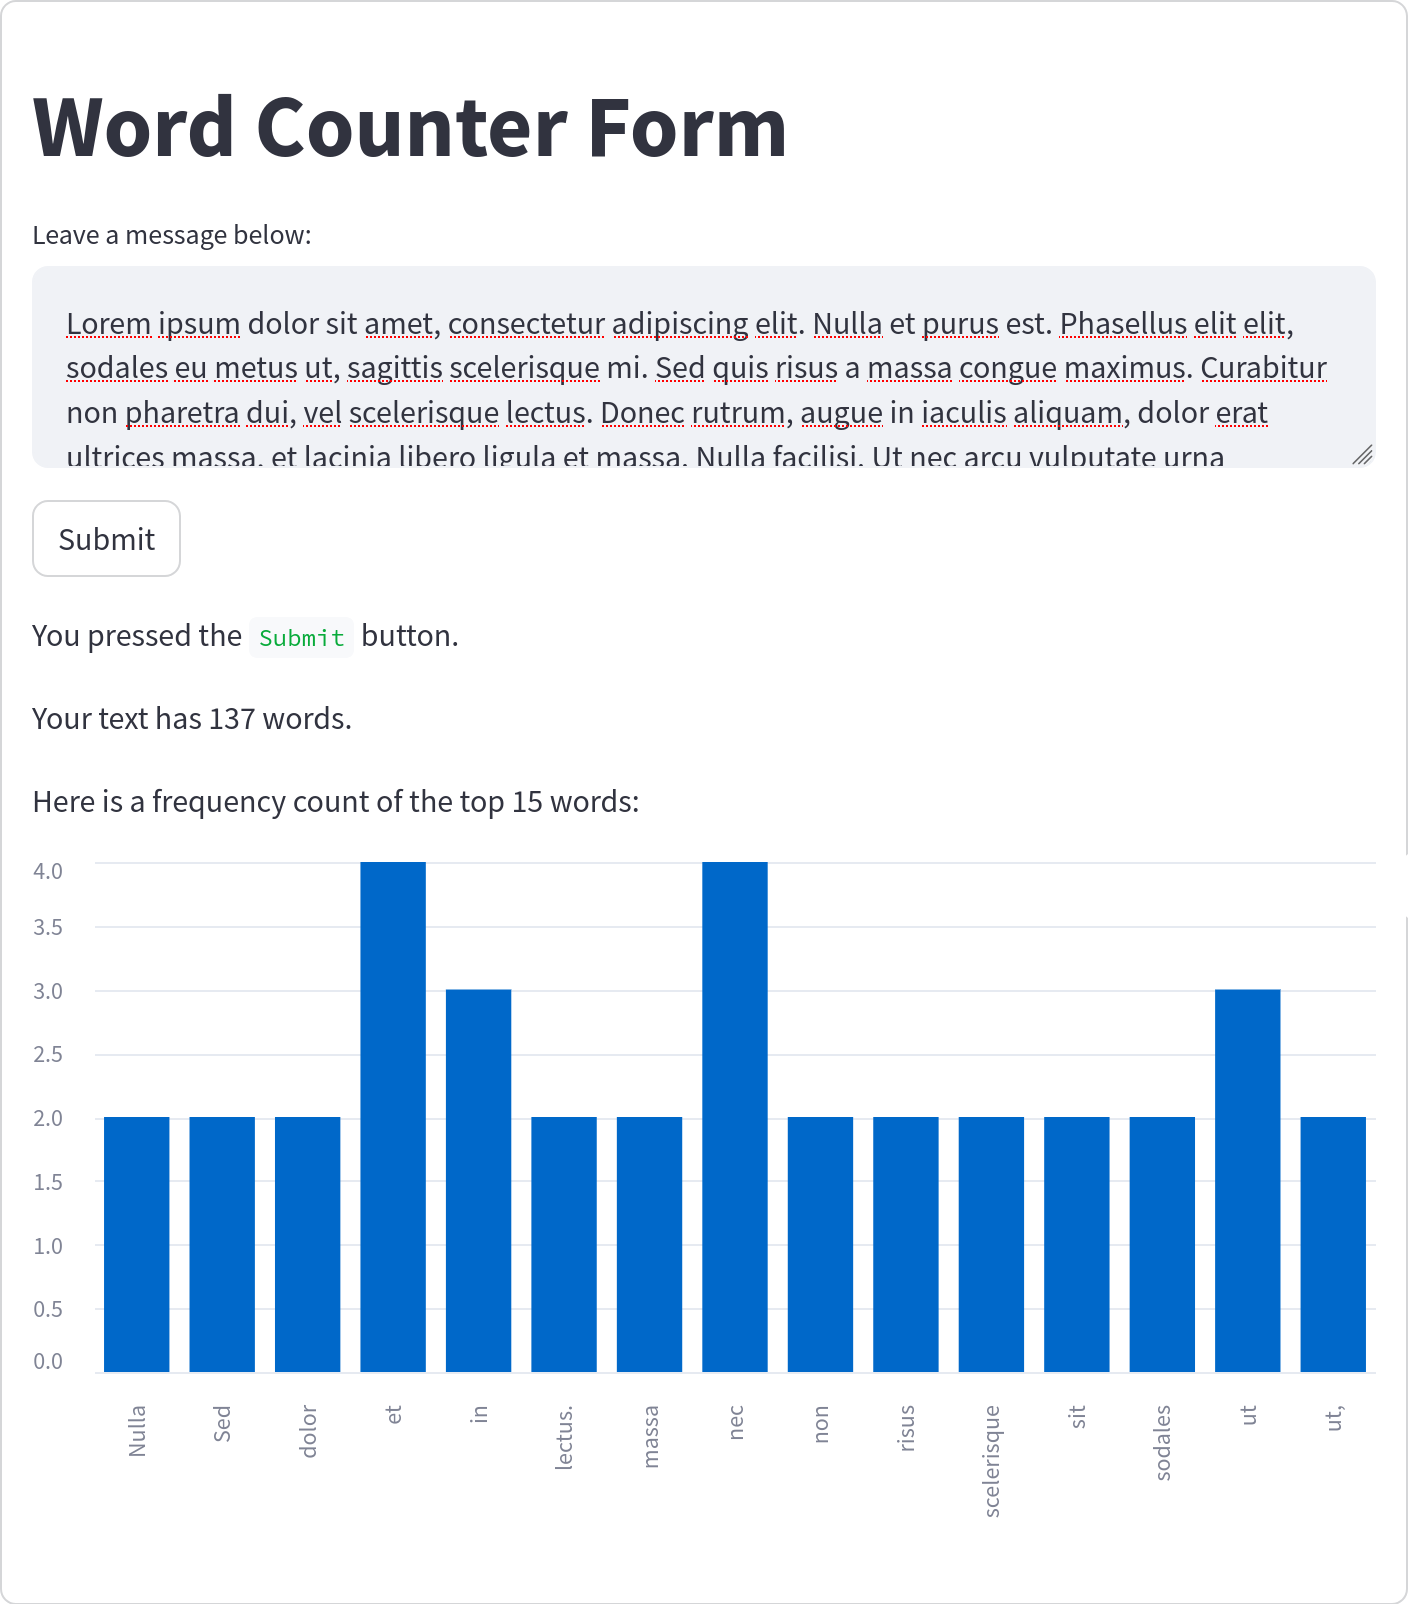 Word Counter Form
Leave a message below:
Lorem ipsum dolor sit amet, consectetur adipiscing elit. Nulla et purus est. Phasellus elit elit,
sodales eu metus ut, sagittis scelerisque mi. Sed quis risus a massa congue maximus. Curabitur
non pharetra dui, vel scelerisque lectus. Donec rutrum, augue in iaculis aliquam, dolor erat
ultrices massa, et lacinia libero ligula et massa. Nulla facilisi. Ut nec arcu vulputate urna
Submit
You pressed the Submit button.
Your text has 137 words.
Here is a frequency count of the top 15 words:
4.0
3.5
3.0
2.5
2.0
1.5
1.0
0.5
0.0
Nulla
Sed
dolor
et
in
lectus.
massa
nec
non
risus
scelerisque
sit
sodales
ut
ut,